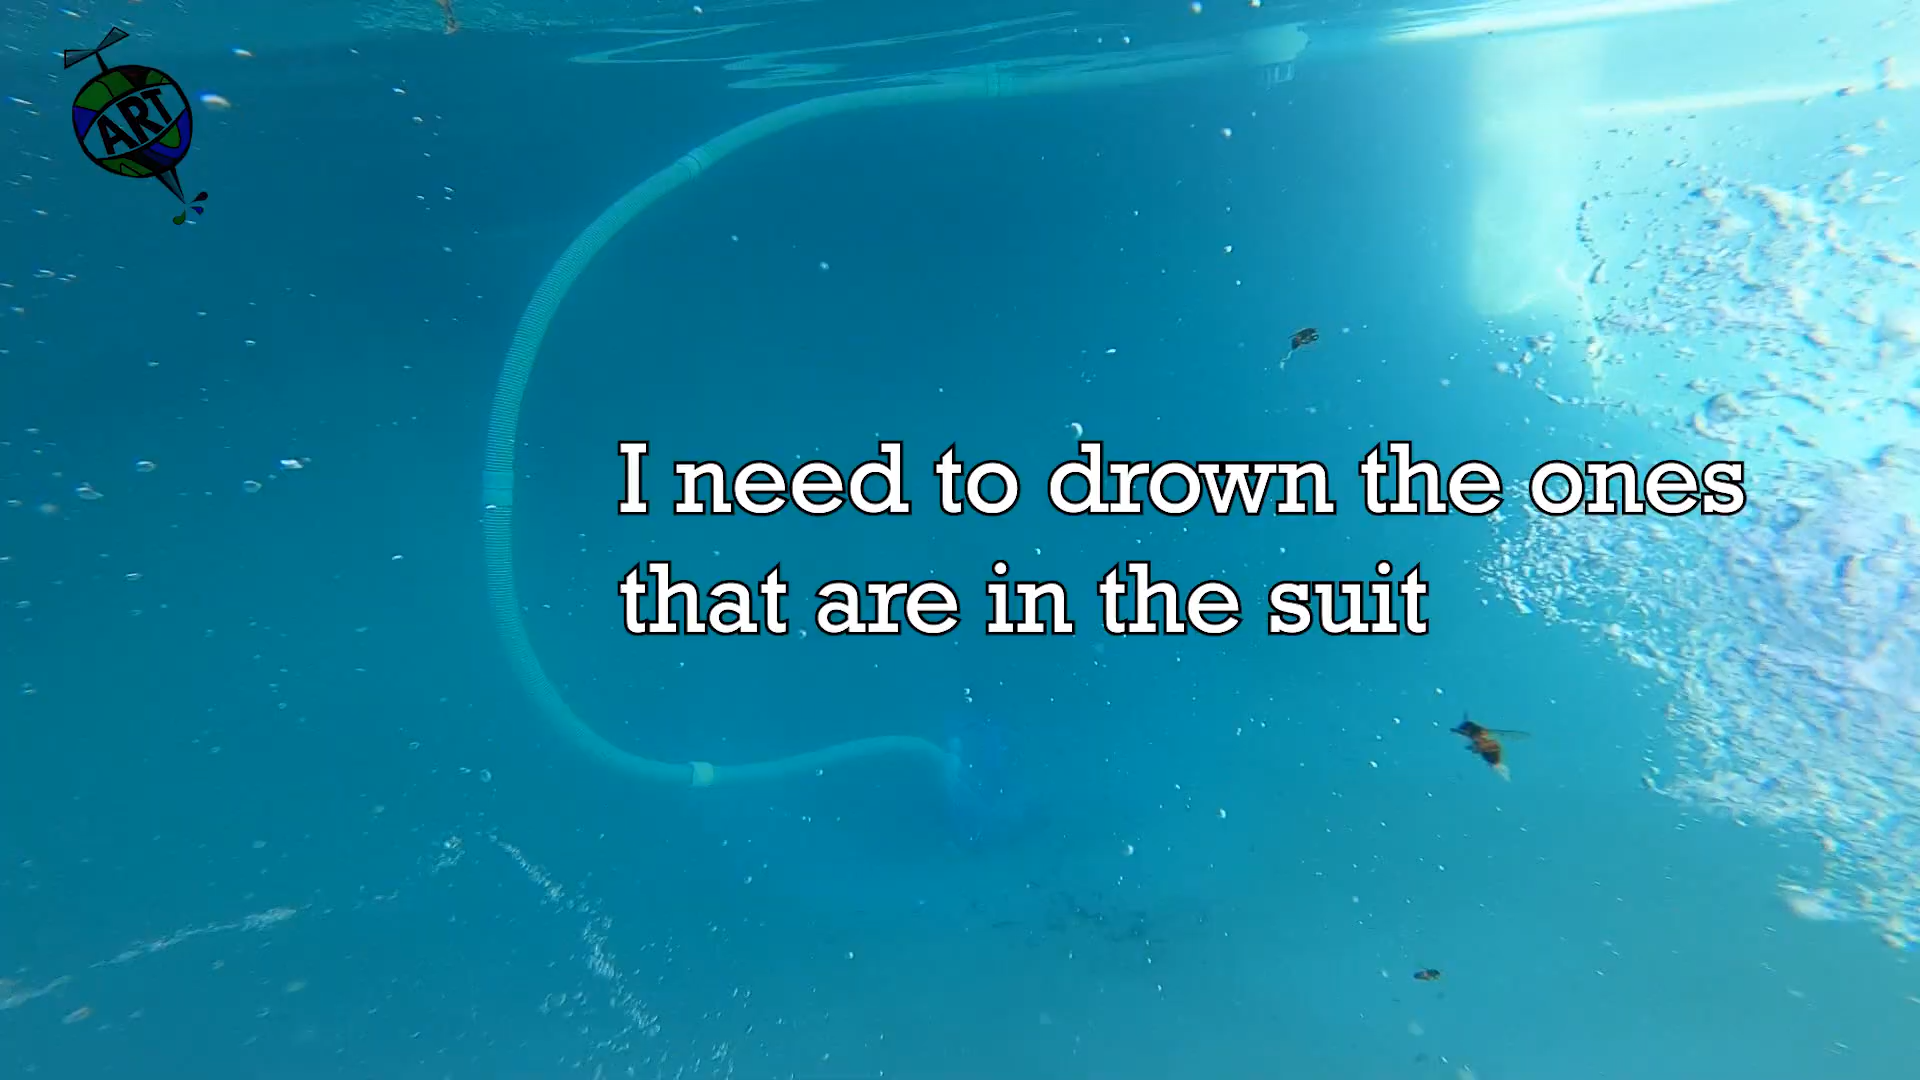 ART
I need to drown the ones
that are in the suit